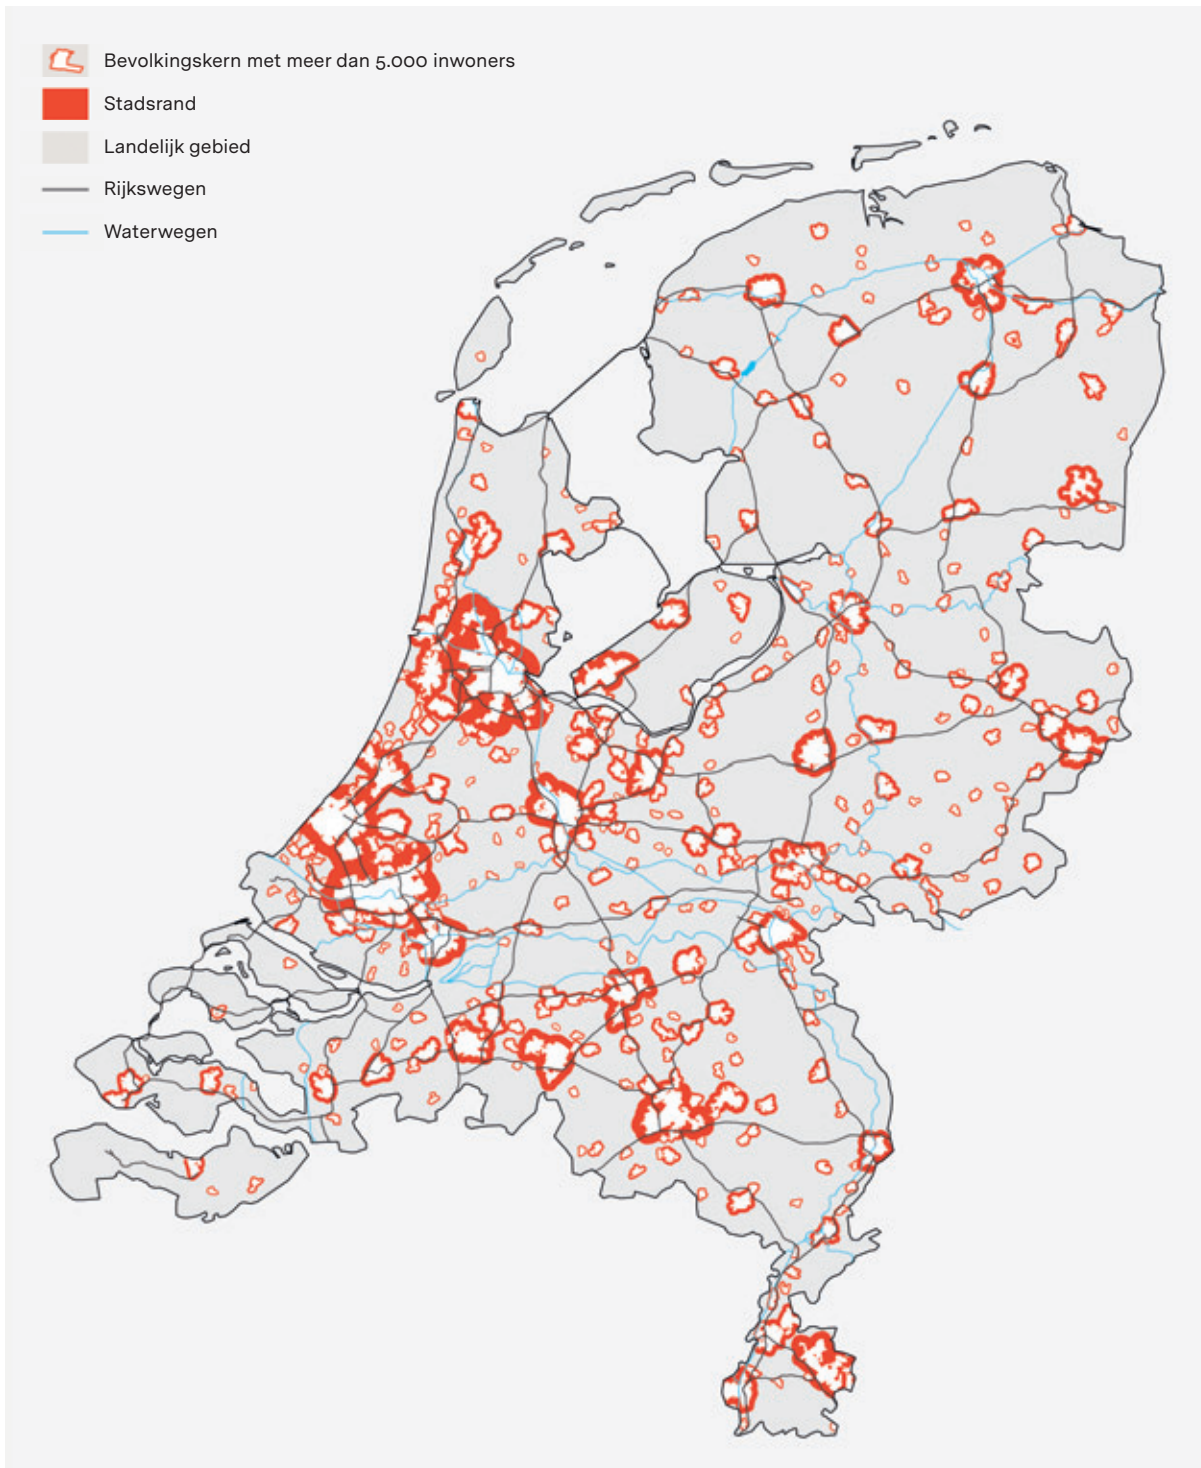 Bevolkingskern met meer dan 5.000 inwoners
Stadsrand
Landelijk gebied
Rijkswegen
Waterwegen